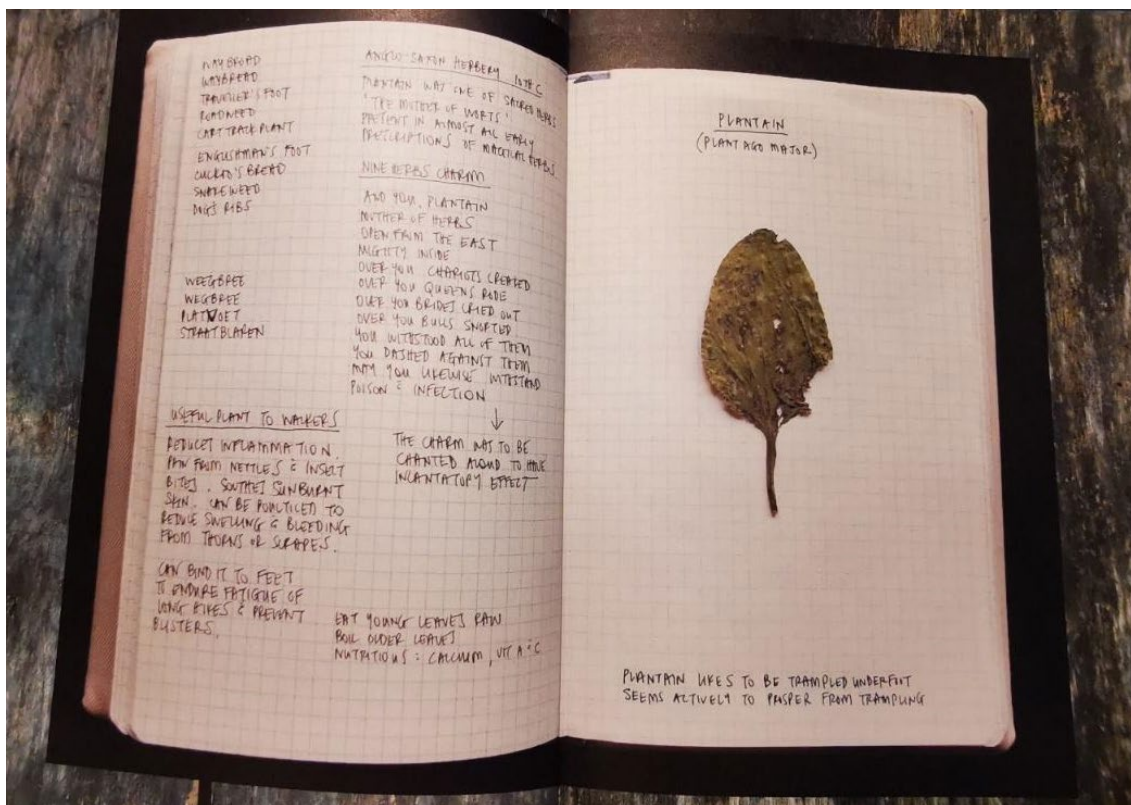 WAYBROAD
WAYBREAD
TRAVELLER'S FOOT
ROADWEED
CART TRACK PLANT
ENGLISHMAN'S FOOT
CUCKOO'S BREAD
SNAKEWEED
DOG'S RIBS
WEEGBREE
WEGBREE
PLATVOET
STRAATBLAREN
USEFUL PLANT TO WALKERS
REDUCES INFLAMMATION.
PAIN FROM NETTLES & INSECT
BITES. SOOTHES SUNBURNT
SKIN. CAN BE POULTICED TO
REDUCE SWELLING & BLEEDING
FROM THORNS OR SCRAPES.
CAN BIND IT TO FEET
TO ENDURE FATIGUE OF
LONG HIKES & PREVENT
BLISTERS.
ANGLO-SAXON HERBERY 10TH C
PLANTAIN WAS ONE OF SACRED HERBS
'THE MOTHER OF WORTS'
PRESENT IN ALMOST ALL EARLY
PRESCRIPTIONS OF MAGICAL HERBS
NINE HERBS CHARM
AND YOU, PLANTAIN
MOTHER OF HERBS
OPEN FROM THE EAST
MIGHTY INSIDE
OVER YOU CHARIOTS CREAKED
OVER YOU QUEENS RODE
OVER YOU BRIDES CRIED OUT
OVER YOU BULLS SNORTED.
YOU WITHSTOOD ALL OF THEM
YOU DASHED AGAINST THEM
MAY YOU LIKEWISE WITHSTAND
POISON & INFECTION
↓
THE CHARM WAS TO BE
CHANTED ALOUD TO HAVE
INCANTATORY EFFECT
EAT YOUNG LEAVES RAW
BOIL OLDER LEAVES
NUTRITIOUS : CALCIUM, VIT A & C
PLANTAIN
(PLANTAGO MAJOR)
PLANTAIN LIKES TO BE TRAMPLED UNDERFOOT
SEEMS ACTIVELY TO PROSPER FROM TRAMPLING